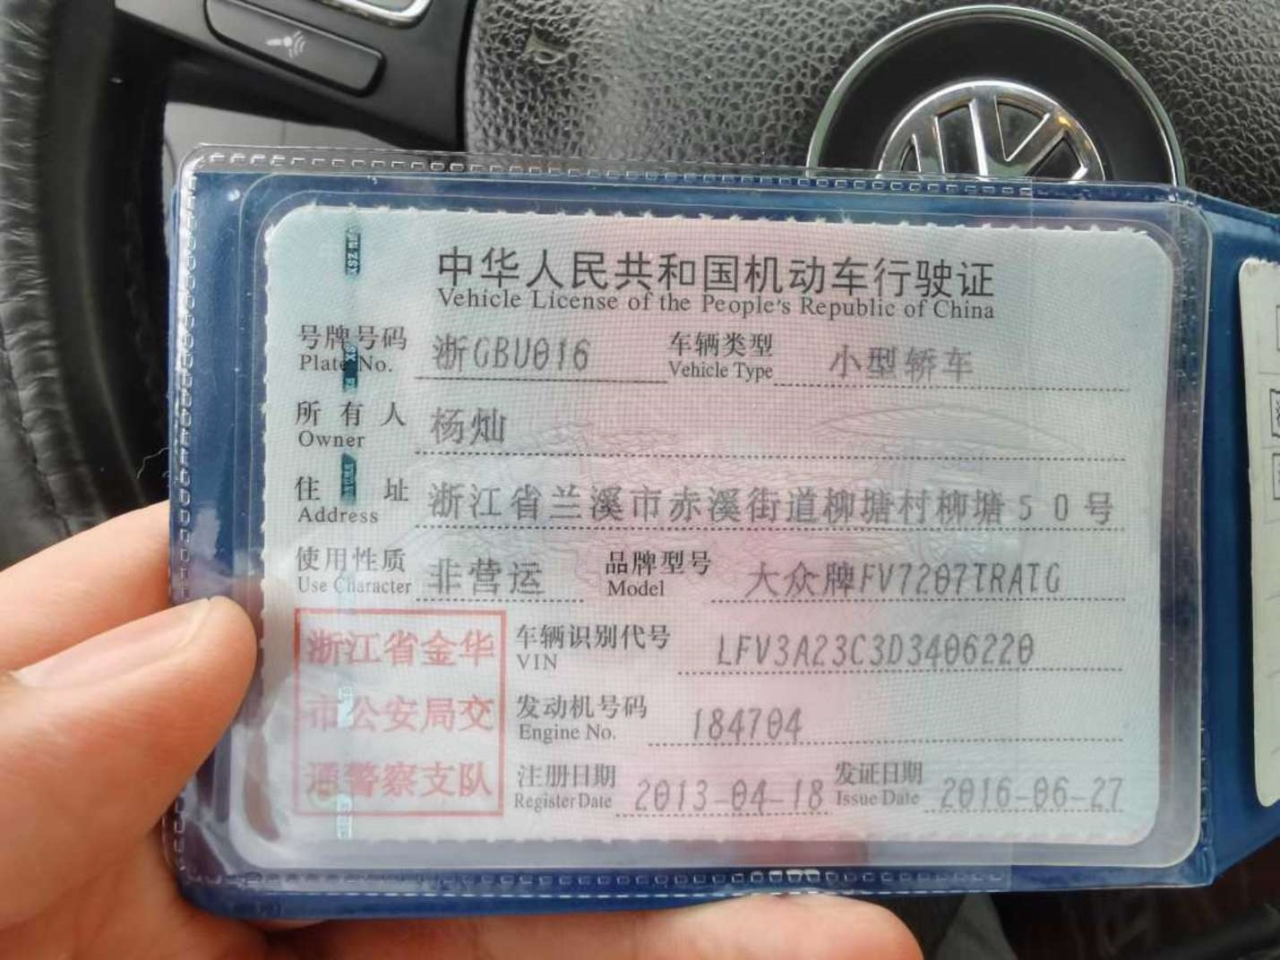 中华人民共和国机动车行驶证
Vehicle License of the People's Republic of China
号牌号码 浙GBU016 车辆类型 小型轿车
Plate No. Vehicle Type
所有人 杨灿
Owner
住址 浙江省兰溪市赤溪街道柳塘村柳塘50号
Address
使用性质 非营运 品牌型号 大众牌FV7207TRATG
Use Character Model
浙江省金华
市公安局交
通警察支队
车辆识别代号 LFV3A23C3D3406220
VIN
发动机号码 184704
Engine No.
注册日期 2013-04-18 发证日期 2016-06-27
Register Date Issue Date